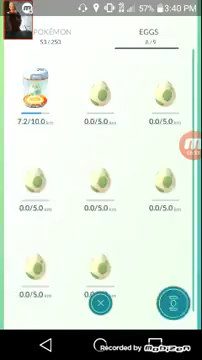 57% 3:40 PM
POKÉMON EGGS
53/250 8/9
7.2/10.0 km 0.0/5.0 km 0.0/5.0 km
0.0/5.0 km 0.0/5.0 km 0.0/5.0 km
0.0/5.0 km 0.0/5.0
Recorded by Mobizen